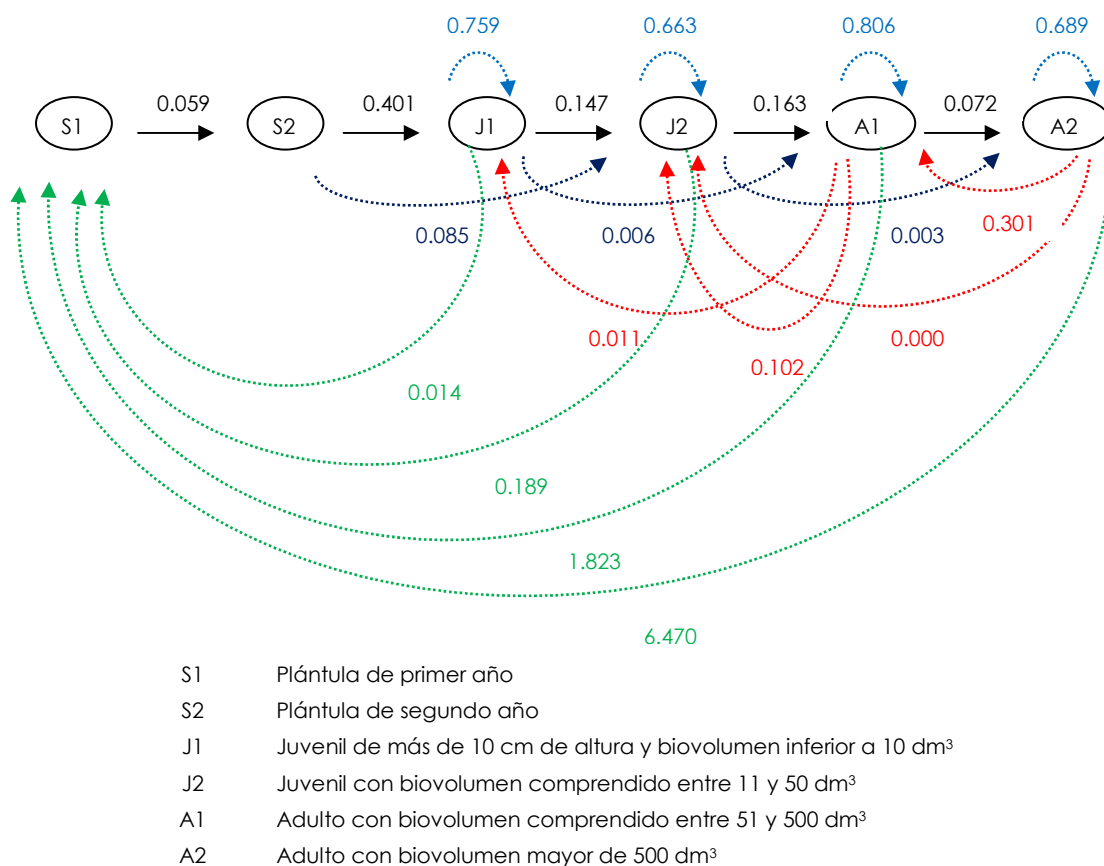 0.759 0.663 0.806 0.689
0.059 0.401 0.147 0.163 0.072
S1 S2 J1 J2 A1 A2
0.085 0.006 0.003 0.301
0.011 0.000
0.102
0.014
0.189
1.823
6.470
S1 Plántula de primer año
S2 Plántula de segundo año
J1 Juvenil de más de 10 cm de altura y biovolumen inferior a 10 dm³
J2 Juvenil con biovolumen comprendido entre 11 y 50 dm³
A1 Adulto con biovolumen comprendido entre 51 y 500 dm³
A2 Adulto con biovolumen mayor de 500 dm³